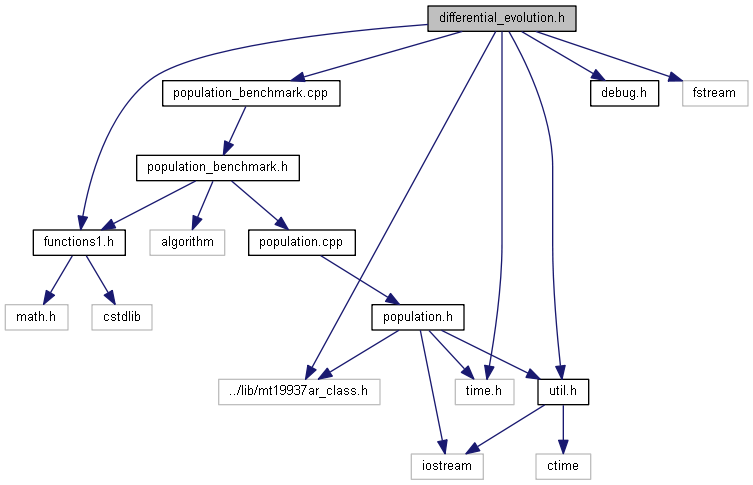 differential_evolution.h
population_benchmark.cpp
debug.h
fstream
population_benchmark.h
functions1.h
algorithm
population.cpp
math.h
cstdlib
population.h
../lib/mt19937ar_class.h
time.h
util.h
iostream
ctime